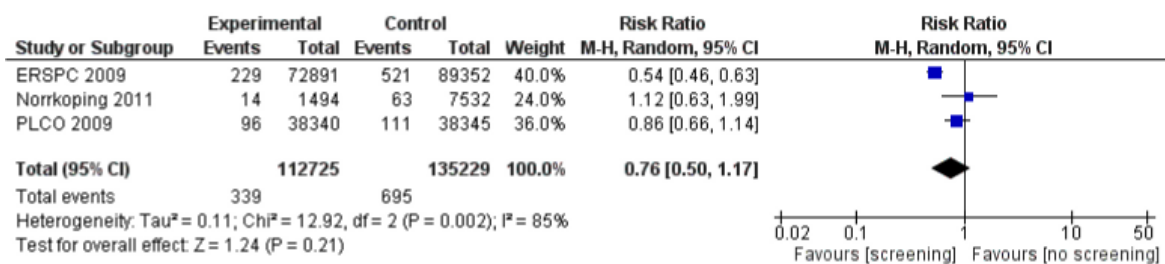 Experimental Control Risk Ratio Risk Ratio
Study or Subgroup Events Total Events Total Weight M-H, Random, 95% CI M-H, Random, 95% CI
ERSPC 2009 229 72891 521 89352 40.0% 0.54 [0.46, 0.63]
Norrkoping 2011 14 1494 63 7532 24.0% 1.12 [0.63, 1.99]
PLCO 2009 96 38340 111 38345 36.0% 0.86 [0.66, 1.14]
Total (95% CI) 112725 135229 100.0% 0.76 [0.50, 1.17]
Total events 339 695
Heterogeneity: Tau² = 0.11; Chi² = 12.92, df = 2 (P = 0.002); I² = 85%
Test for overall effect: Z = 1.24 (P = 0.21)
0.02 0.1 1 10 50
Favours [screening] Favours [no screening]